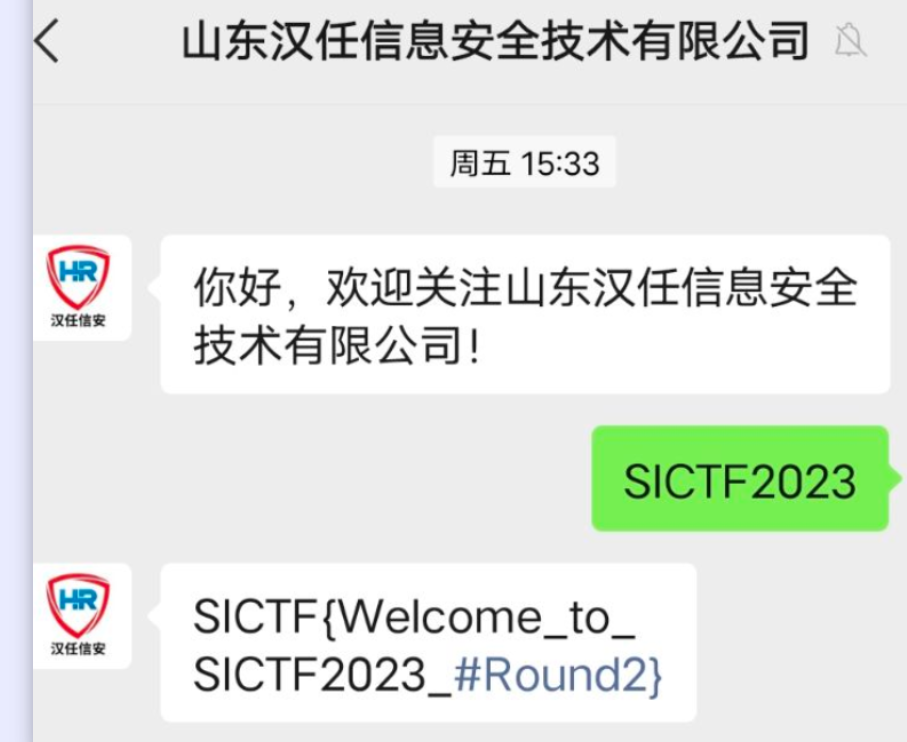 山东汉任信息安全技术有限公司
周五 15:33
HR
汉任信安
你好，欢迎关注山东汉任信息安全
技术有限公司！
SICTF2023
HR
汉任信安
SICTF{Welcome_to_
SICTF2023_#Round2}